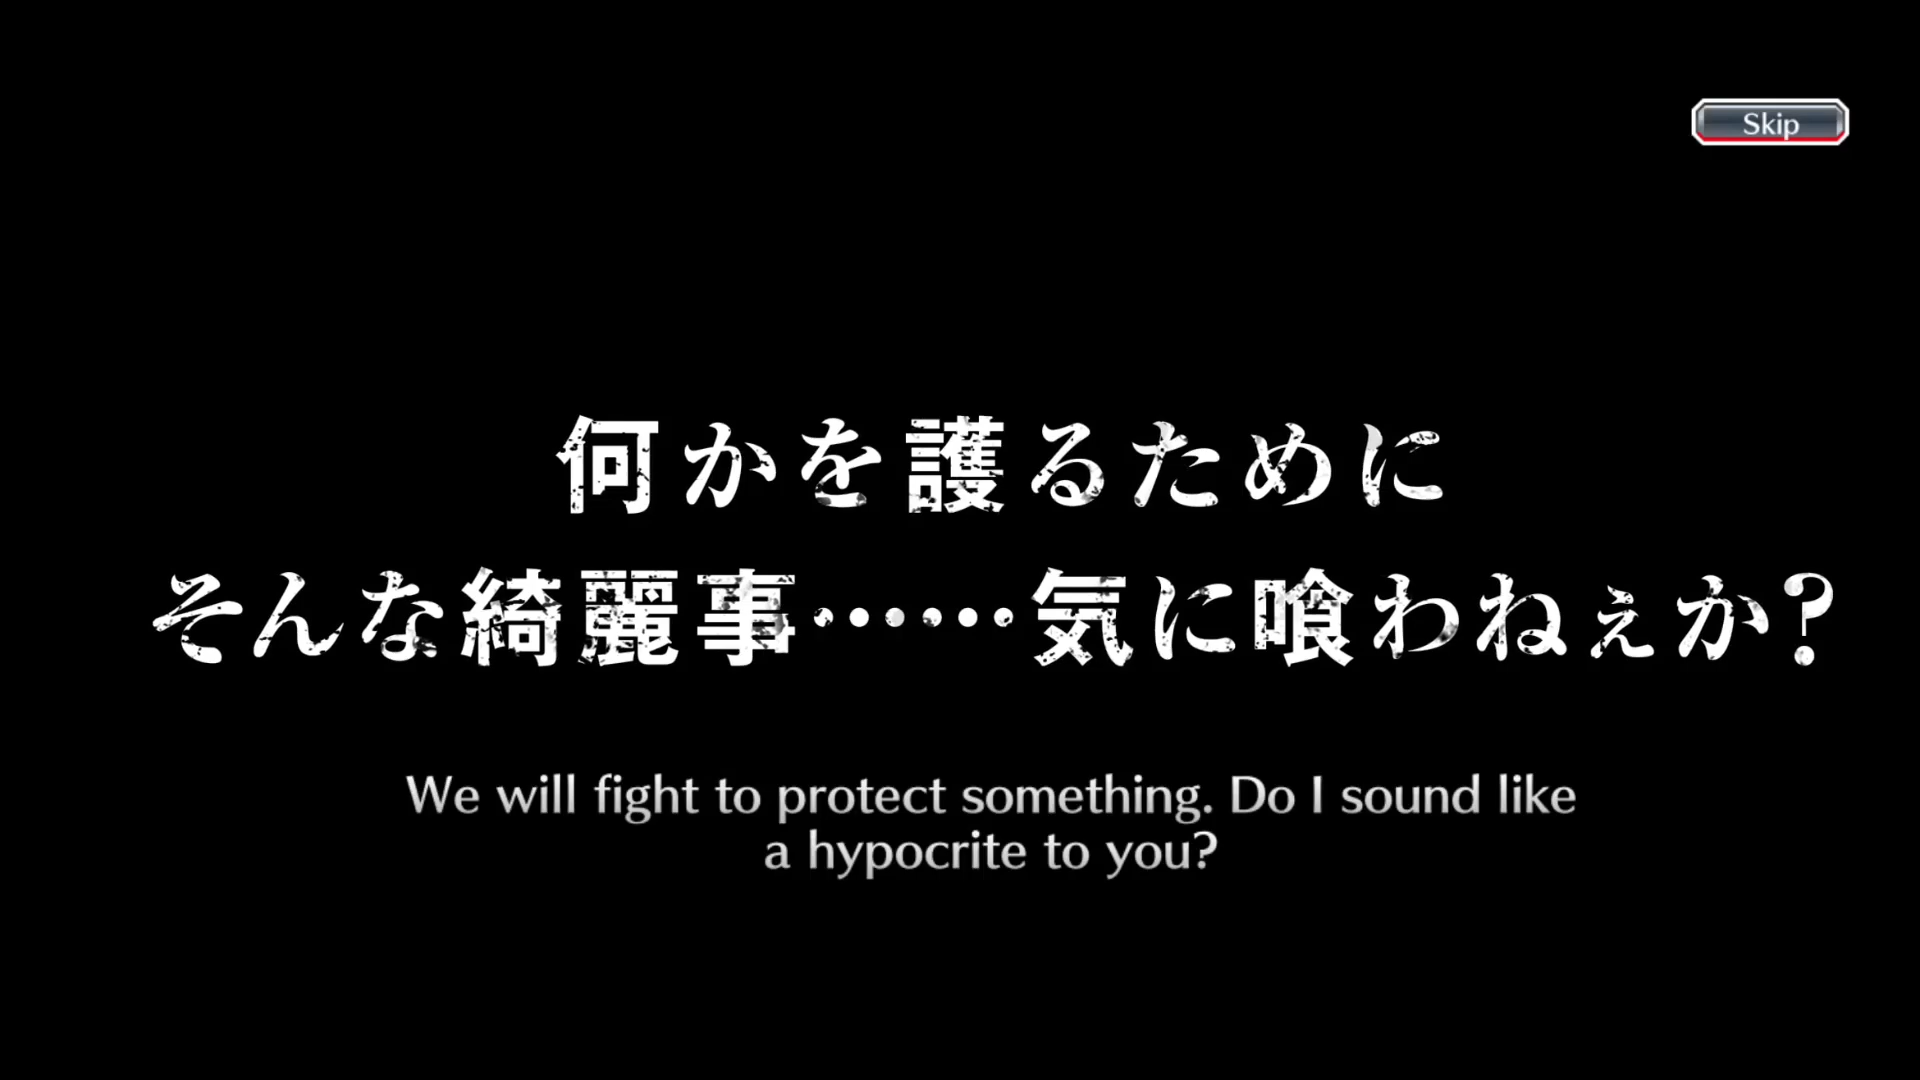 Skip
何かを護るために
そんな綺麗事……気に喰わねぇか?
We will fight to protect something. Do I sound like
a hypocrite to you?